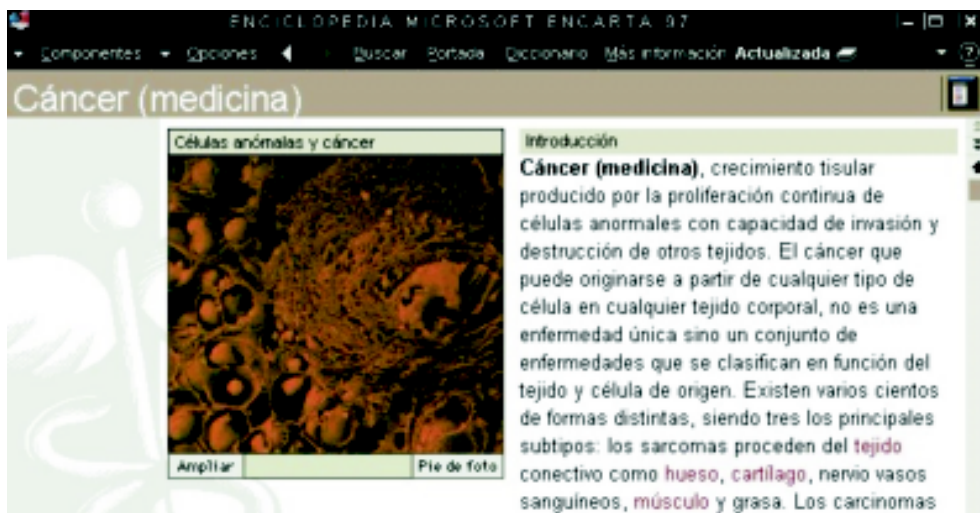 ENCICLOPEDIA MICROSOFT ENCARTA 97
Componentes Opciones Buscar Portada Diccionario Más información Actualizada
Cáncer (medicina)
Células anómalas y cáncer
Ampliar Pie de foto
Introducción
Cáncer (medicina), crecimiento tisular
producido por la proliferación continua de
células anormales con capacidad de invasión y
destrucción de otros tejidos. El cáncer que
puede originarse a partir de cualquier tipo de
célula en cualquier tejido corporal, no es una
enfermedad única sino un conjunto de
enfermedades que se clasifican en función del
tejido y célula de origen. Existen varios cientos
de formas distintas, siendo tres los principales
subtipos: los sarcomas proceden del tejido
conectivo como hueso, cartílago, nervio vasos
sanguíneos, músculo y grasa. Los carcinomas